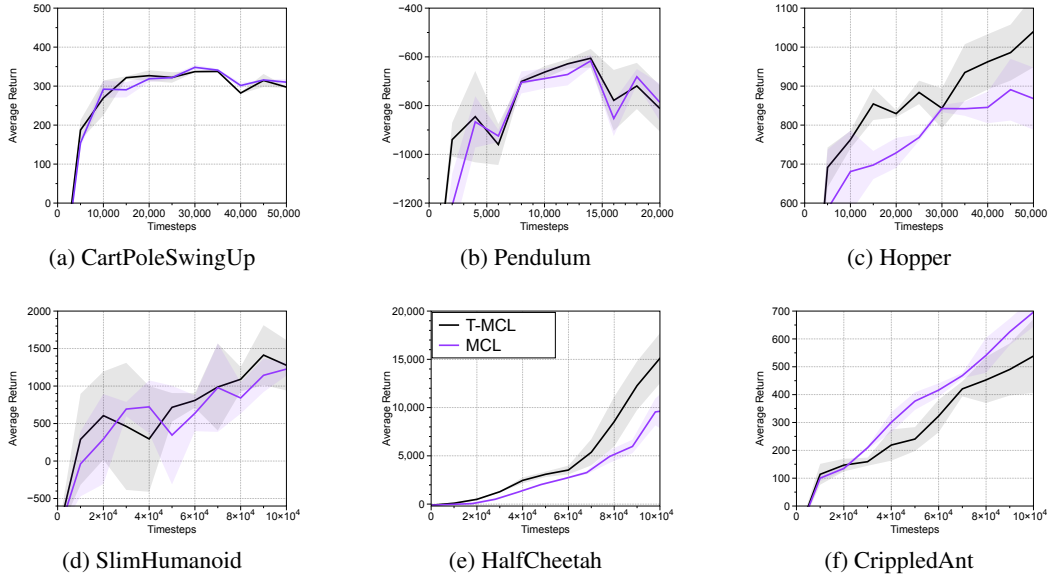 500
400
300
200
100
0
Average Return
0 10,000 20,000 30,000 40,000 50,000
Timesteps
(a) CartPoleSwingUp
−400
−600
−800
−1000
−1200
Average Return
0 5,000 10,000 15,000 20,000
Timesteps
(b) Pendulum
1100
1000
900
800
700
600
Average Return
0 10,000 20,000 30,000 40,000 50,000
Timesteps
(c) Hopper
2000
1500
1000
500
0
−500
Average Return
0 2×10⁴ 4×10⁴ 6×10⁴ 8×10⁴ 10×10⁴
Timesteps
(d) SlimHumanoid
20,000
15,000
10,000
5,000
0
Average Return
T-MCL
MCL
0 2×10⁴ 4×10⁴ 6×10⁴ 8×10⁴ 10×10⁴
Timesteps
(e) HalfCheetah
700
600
500
400
300
200
100
0
Average Return
0 2×10⁴ 4×10⁴ 6×10⁴ 8×10⁴ 10×10⁴
Timesteps
(f) CrippledAnt